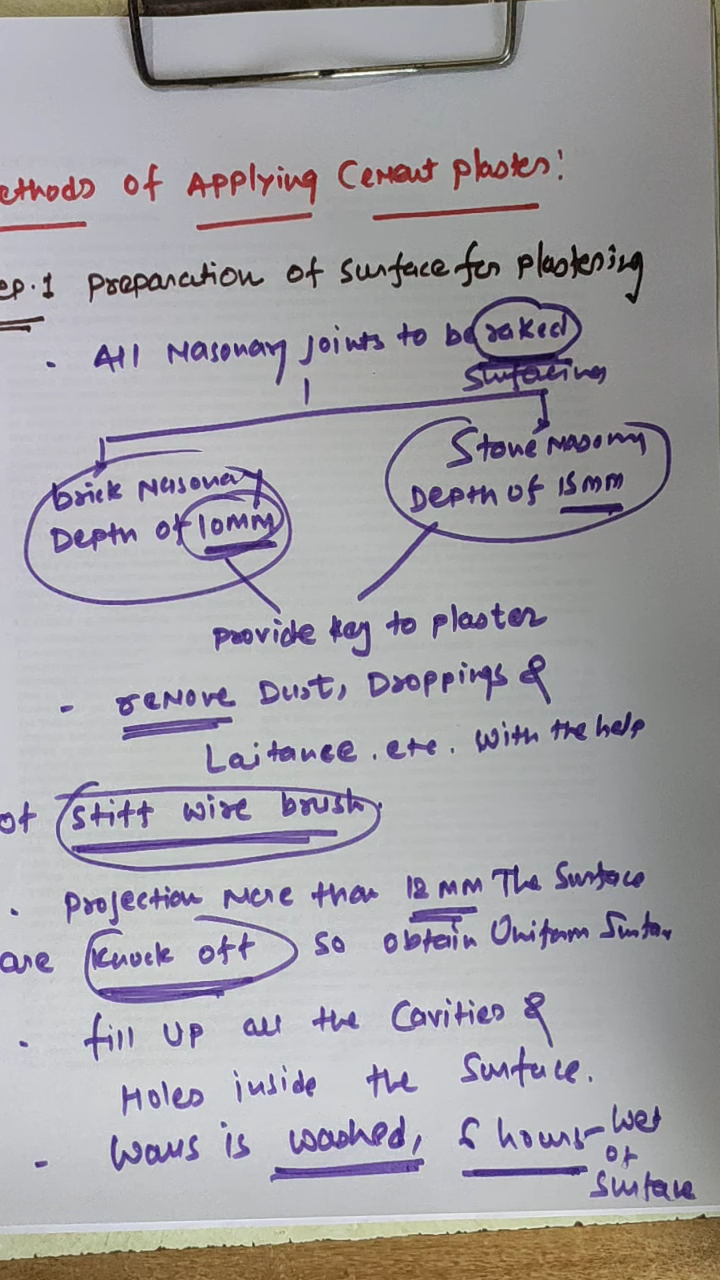 ethods of Applying Cement plaster:
ep.1 preparation of surface for plastering
. All Masonary joints to be raked
surfacing
brick Masonary
Depth of 10MM
Stone Masonry
Depth of 15mm
provide key to plaster
- remove Dust, Droppings &
Laitance. etc. with the help
of stiff wire brush.
. projection more than 12 MM The Surface
are knock off so obtain Uniform Surfa
. fill up all the Cavities &
Holes inside the surface.
- Walls is washed, 6 hours - Wet
of
surface